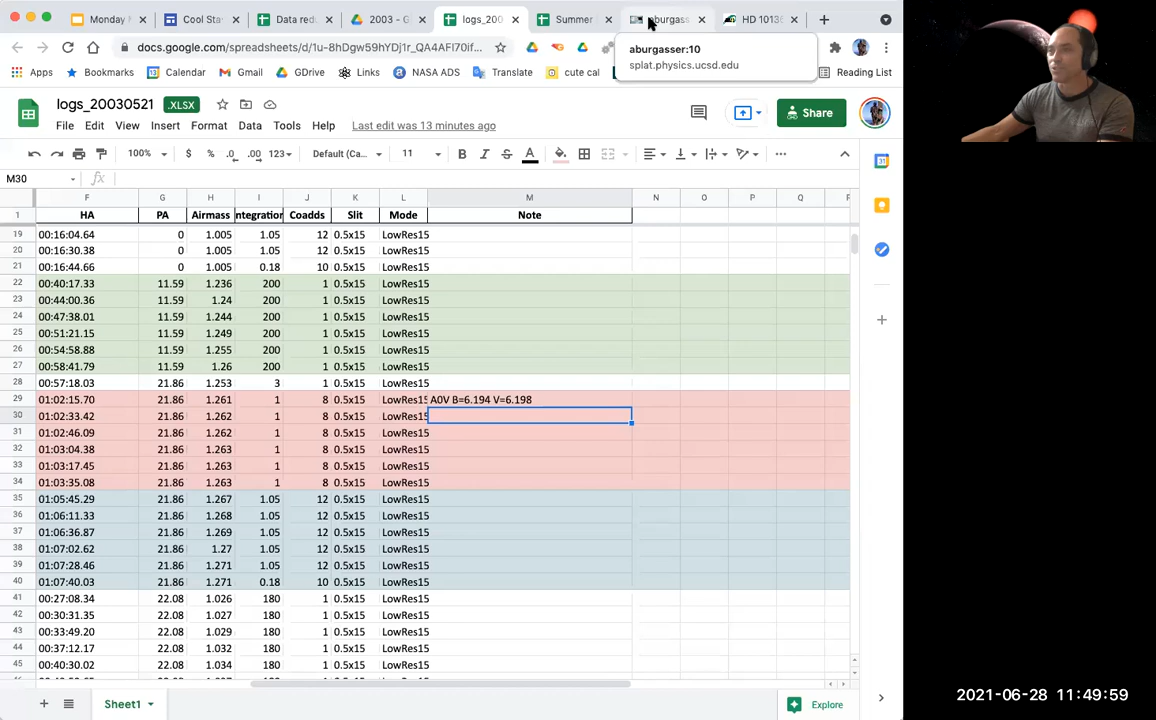 Monday
Cool Sta
Data redu
2003 - G
logs_200
Summer
aburgass
HD 1013
docs.google.com/spreadsheets/d/1u-8hDgw59hYDj1r_QA4AFl70if...
Apps Bookmarks Calendar Gmail GDrive Links NASA ADS Translate cute cal Reading List
aburgasser:10
splat.physics.ucsd.edu
logs_20030521 .XLSX
File Edit View Insert Format Data Tools Help Last edit was 13 minutes ago
Share
100% $ % .0 .00 123 Default (Ca... 11 B I S A
M30 fx
F G H I J K L M N O P Q
1 HA PA Airmass ntegration Coadds Slit Mode Note
19 00:16:04.64 0 1.005 1.05 12 0.5x15 LowRes15
20 00:16:30.38 0 1.005 1.05 12 0.5x15 LowRes15
21 00:16:44.66 0 1.005 0.18 10 0.5x15 LowRes15
22 00:40:17.33 11.59 1.236 200 1 0.5x15 LowRes15
23 00:44:00.36 11.59 1.24 200 1 0.5x15 LowRes15
24 00:47:38.01 11.59 1.244 200 1 0.5x15 LowRes15
25 00:51:21.15 11.59 1.249 200 1 0.5x15 LowRes15
26 00:54:58.88 11.59 1.255 200 1 0.5x15 LowRes15
27 00:58:41.79 11.59 1.26 200 1 0.5x15 LowRes15
28 00:57:18.03 21.86 1.253 3 1 0.5x15 LowRes15
29 01:02:15.70 21.86 1.261 1 8 0.5x15 LowRes15 A0V B=6.194 V=6.198
30 01:02:33.42 21.86 1.262 1 8 0.5x15 LowRes15
31 01:02:46.09 21.86 1.262 1 8 0.5x15 LowRes15
32 01:03:04.38 21.86 1.263 1 8 0.5x15 LowRes15
33 01:03:17.45 21.86 1.263 1 8 0.5x15 LowRes15
34 01:03:35.08 21.86 1.263 1 8 0.5x15 LowRes15
35 01:05:45.29 21.86 1.267 1.05 12 0.5x15 LowRes15
36 01:06:11.33 21.86 1.268 1.05 12 0.5x15 LowRes15
37 01:06:36.87 21.86 1.269 1.05 12 0.5x15 LowRes15
38 01:07:02.62 21.86 1.27 1.05 12 0.5x15 LowRes15
39 01:07:28.46 21.86 1.271 1.05 12 0.5x15 LowRes15
40 01:07:40.03 21.86 1.271 0.18 10 0.5x15 LowRes15
41 00:27:08.34 22.08 1.026 180 1 0.5x15 LowRes15
42 00:30:31.35 22.08 1.027 180 1 0.5x15 LowRes15
43 00:33:49.20 22.08 1.029 180 1 0.5x15 LowRes15
44 00:37:12.17 22.08 1.032 180 1 0.5x15 LowRes15
45 00:40:30.02 22.08 1.034 180 1 0.5x15 LowRes15
Sheet1
Explore
2021-06-28 11:49:59